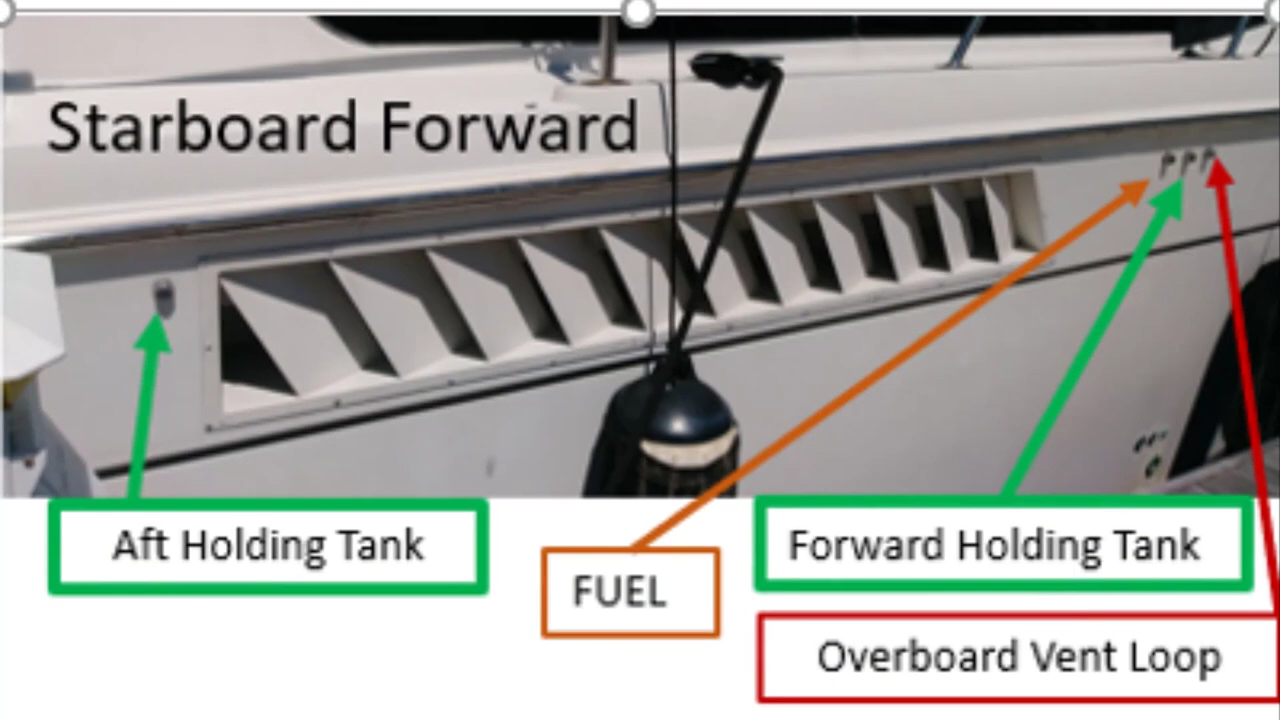 Starboard Forward
Aft Holding Tank
FUEL
Forward Holding Tank
Overboard Vent Loop